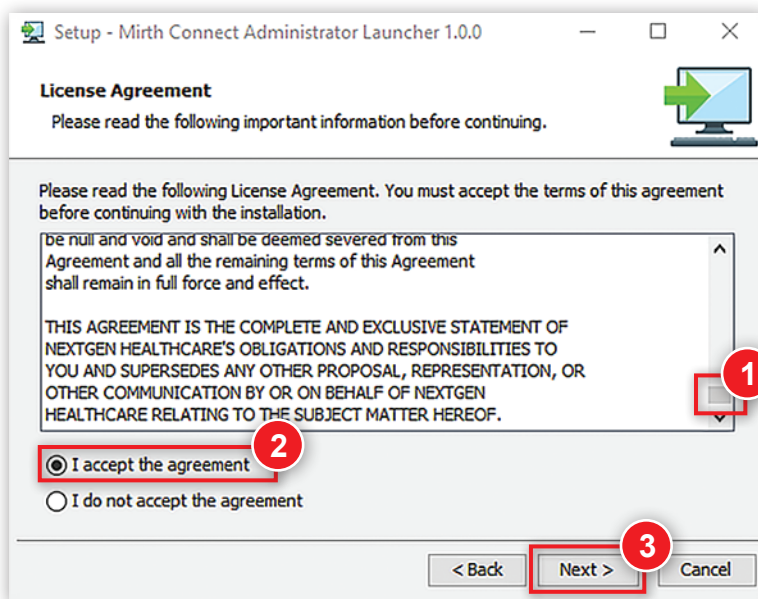 Setup - Mirth Connect Administrator Launcher 1.0.0
License Agreement
Please read the following important information before continuing.
Please read the following License Agreement. You must accept the terms of this agreement
before continuing with the installation.
be null and void and shall be deemed severed from this
Agreement and all the remaining terms of this Agreement
shall remain in full force and effect.
THIS AGREEMENT IS THE COMPLETE AND EXCLUSIVE STATEMENT OF
NEXTGEN HEALTHCARE'S OBLIGATIONS AND RESPONSIBILITIES TO
YOU AND SUPERSEDES ANY OTHER PROPOSAL, REPRESENTATION, OR
OTHER COMMUNICATION BY OR ON BEHALF OF NEXTGEN
HEALTHCARE RELATING TO THE SUBJECT MATTER HEREOF.
1
2
I accept the agreement
I do not accept the agreement
3
< Back Next > Cancel